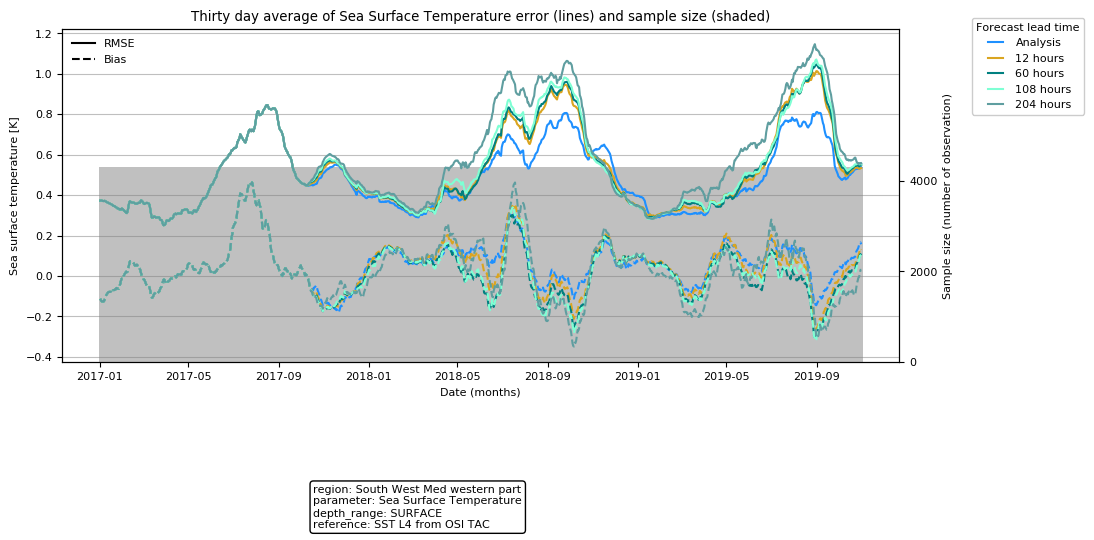 Thirty day average of Sea Surface Temperature error (lines) and sample size (shaded)
RMSE
Bias
Forecast lead time
Analysis
12 hours
60 hours
108 hours
204 hours
Sea surface temperature [K]
1.2
1.0
0.8
0.6
0.4
0.2
0.0
−0.2
−0.4
Sample size (number of observation)
4000
2000
0
2017-01
2017-05
2017-09
2018-01
2018-05
2018-09
2019-01
2019-05
2019-09
Date (months)
region: South West Med western part
parameter: Sea Surface Temperature
depth_range: SURFACE
reference: SST L4 from OSI TAC